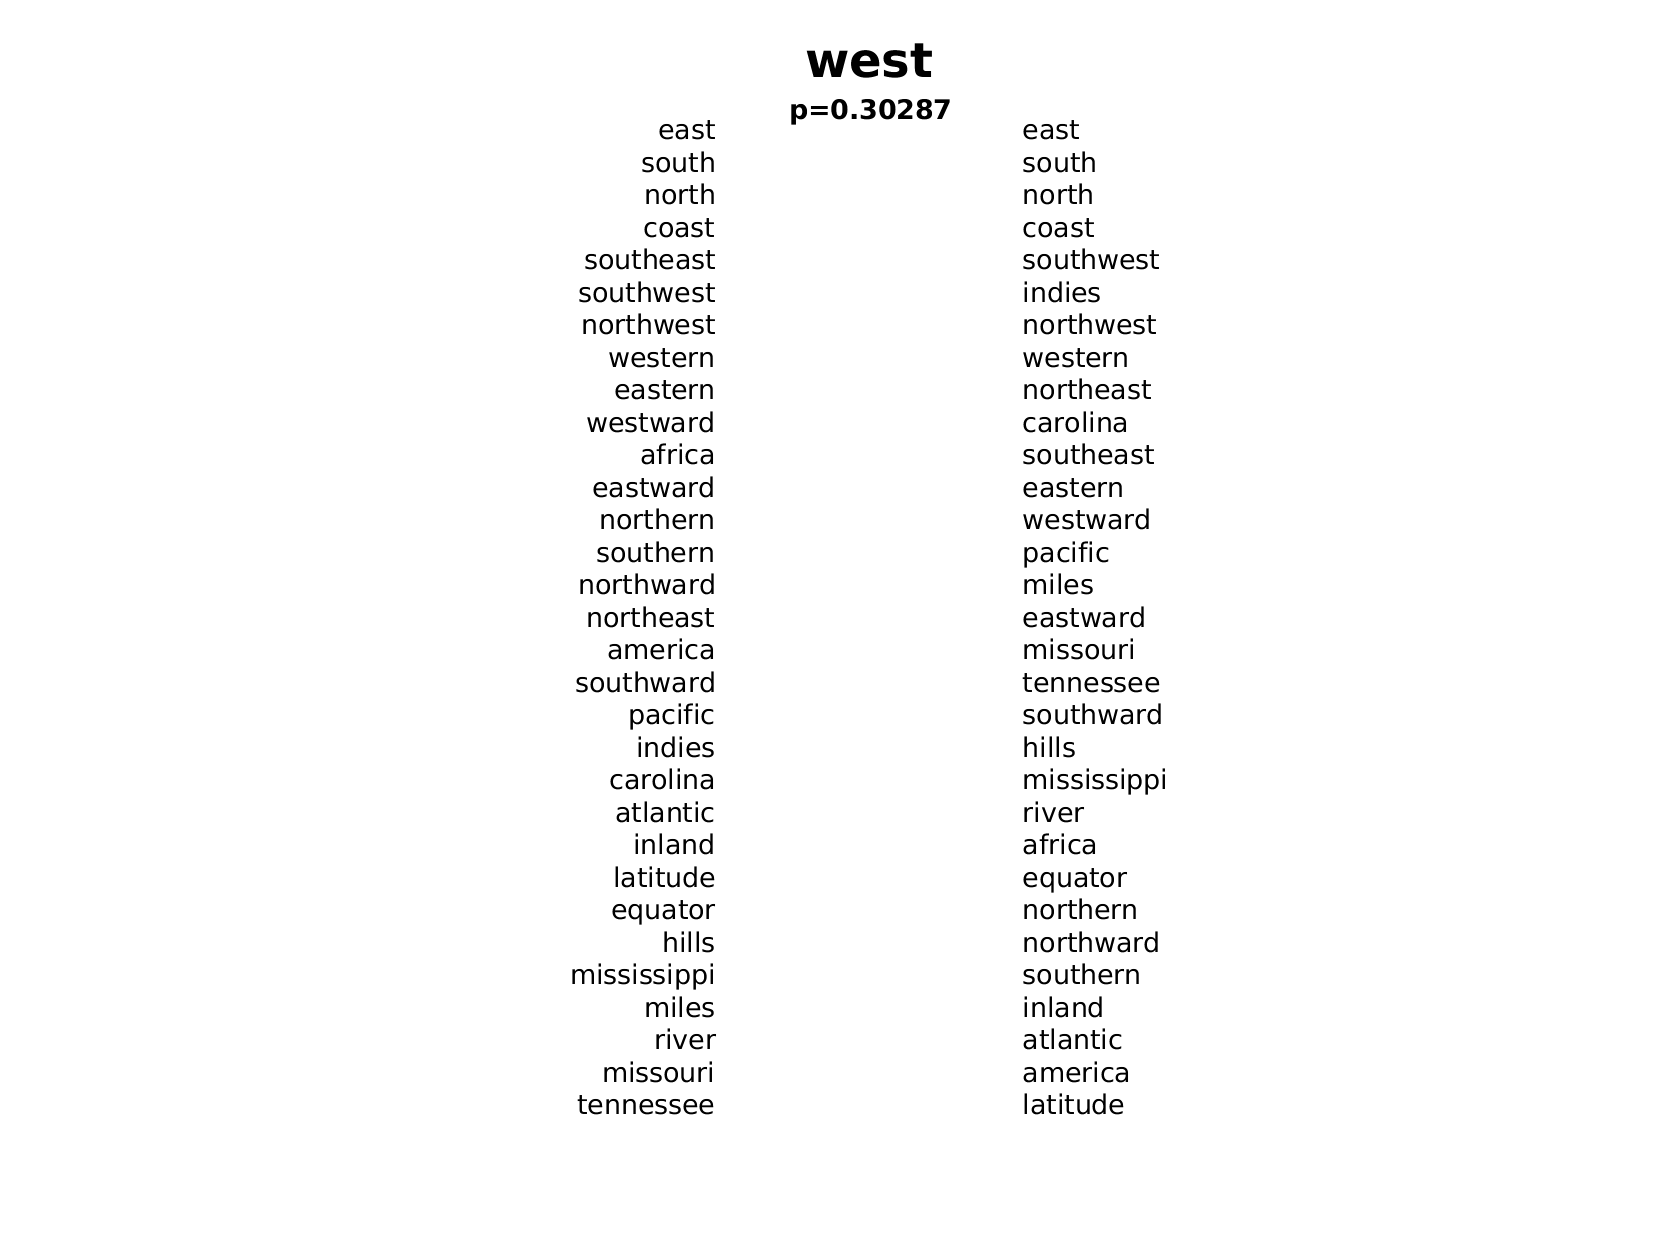 west
p=0.30287
east east
south south
north north
coast coast
southeast southwest
southwest indies
northwest northwest
western western
eastern northeast
westward carolina
africa southeast
eastward eastern
northern westward
southern pacific
northward miles
northeast eastward
america missouri
southward tennessee
pacific southward
indies hills
carolina mississippi
atlantic river
inland africa
latitude equator
equator northern
hills northward
mississippi southern
miles inland
river atlantic
missouri america
tennessee latitude